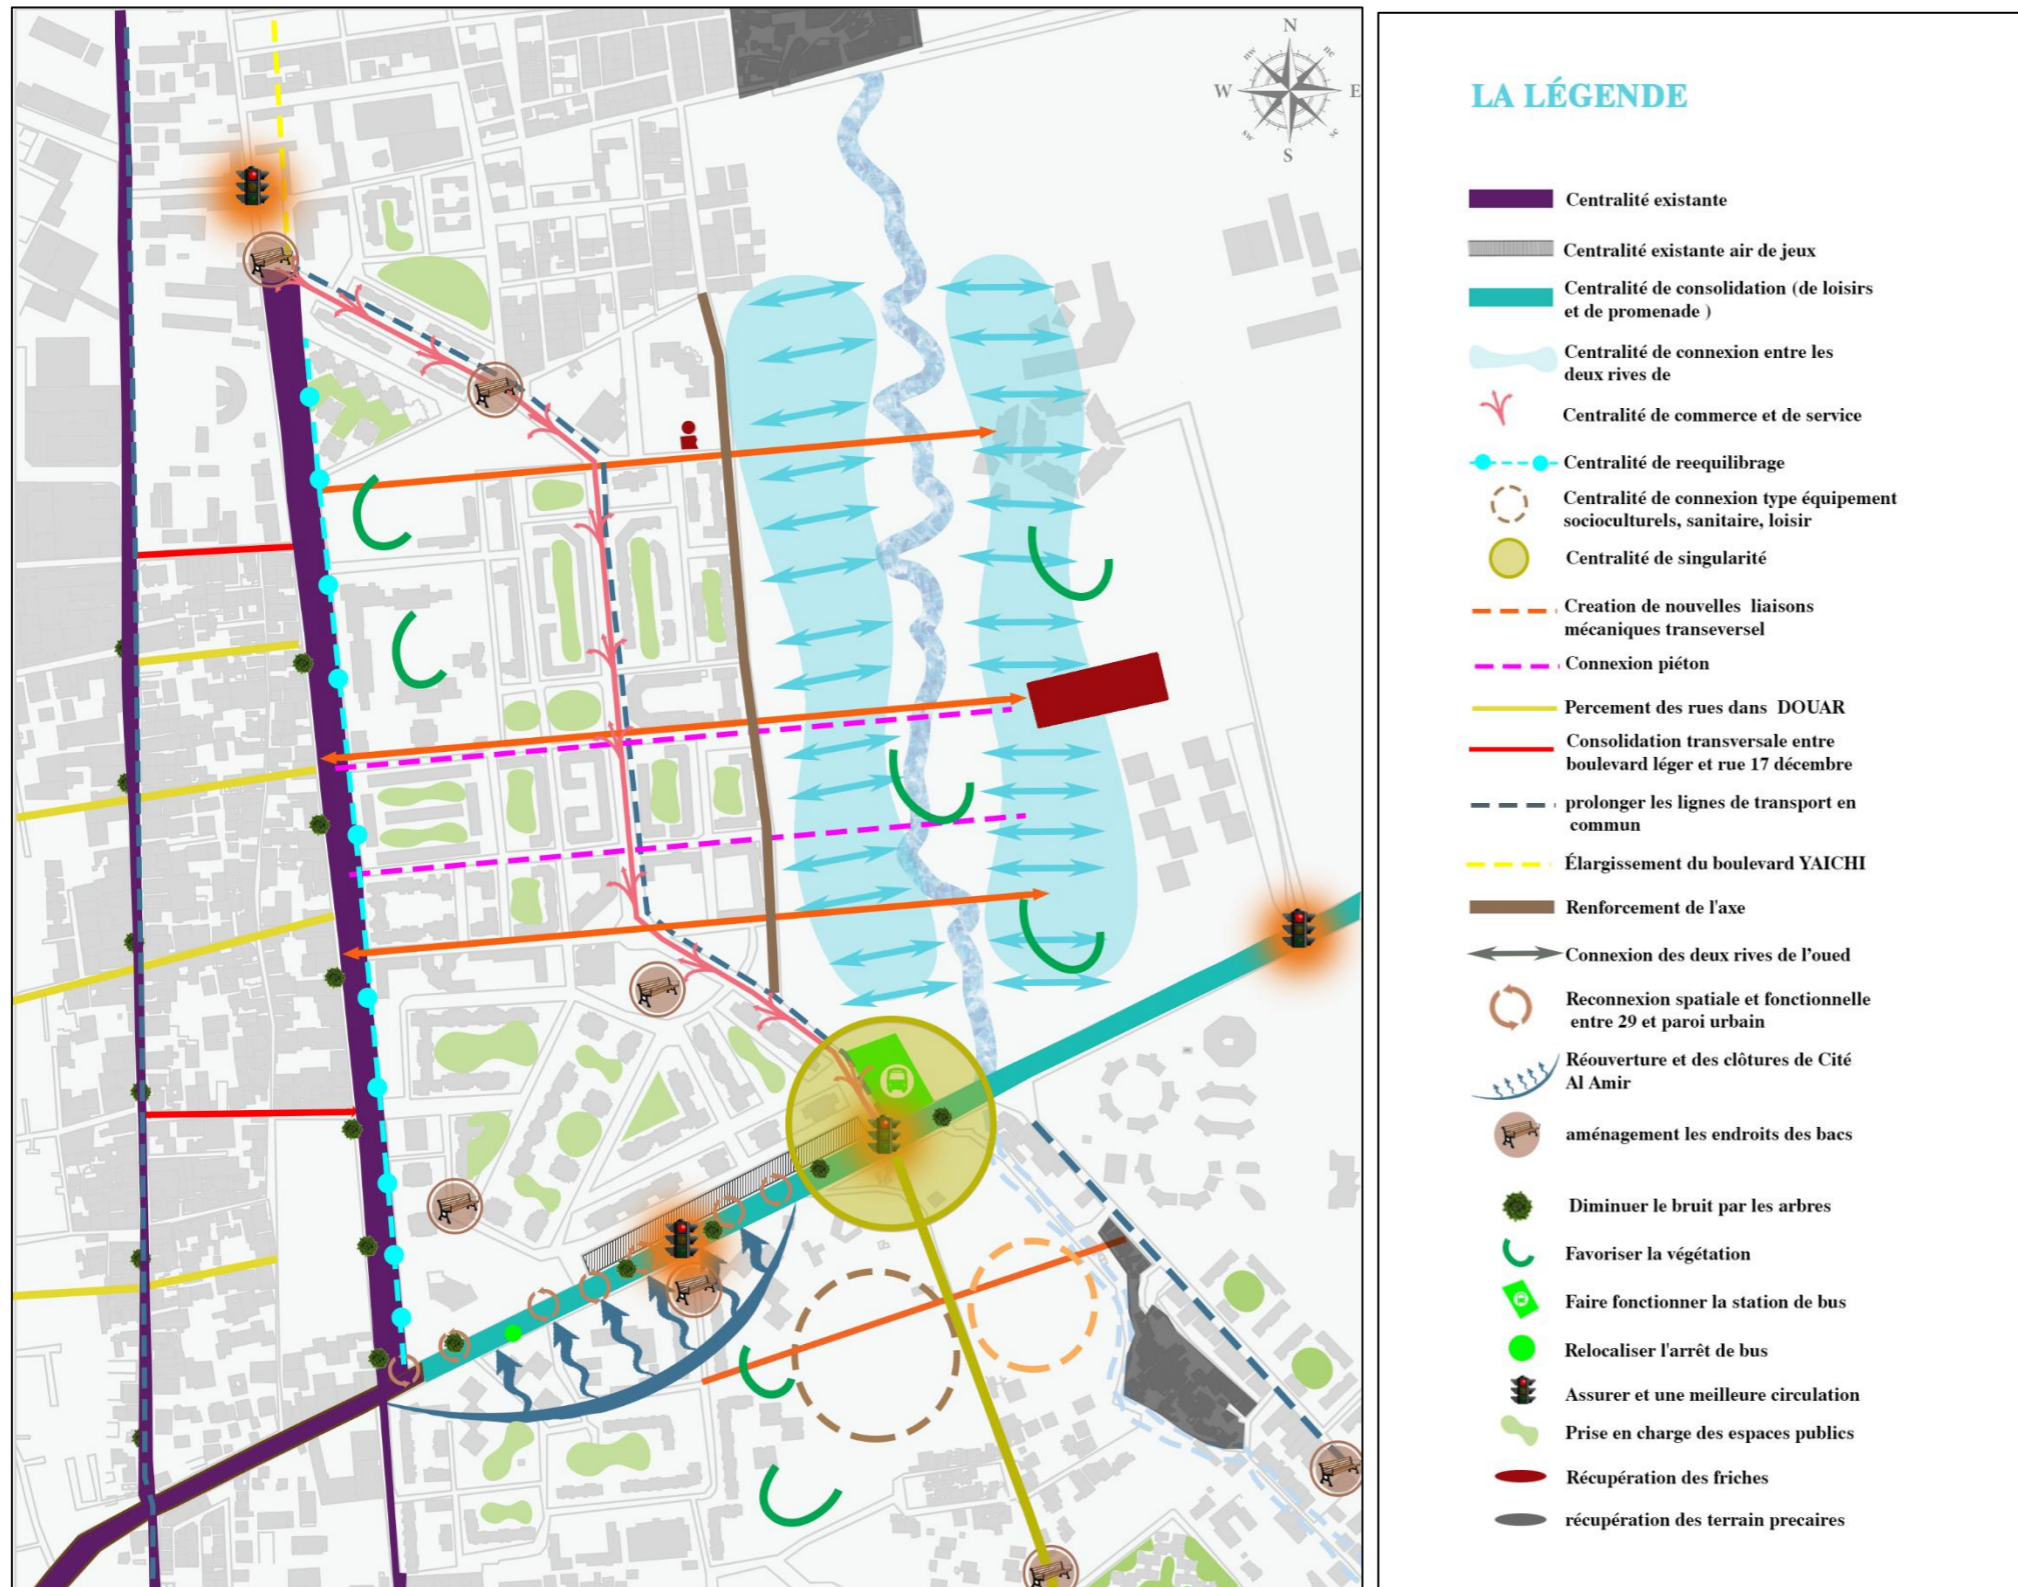 N
nw
ne
W
E
sw
se
S
LA LÉGENDE
Centralité existante
Centralité existante air de jeux
Centralité de consolidation (de loisirs
et de promenade )
Centralité de connexion entre les
deux rives de
Centralité de commerce et de service
Centralité de reequilibrage
Centralité de connexion type équipement
socioculturels, sanitaire, loisir
Centralité de singularité
Creation de nouvelles liaisons
mécaniques transeversel
Connexion piéton
Percement des rues dans DOUAR
Consolidation transversale entre
boulevard léger et rue 17 décembre
prolonger les lignes de transport en
commun
Élargissement du boulevard YAICHI
Renforcement de l'axe
Connexion des deux rives de l'oued
Reconnexion spatiale et fonctionnelle
entre 29 et paroi urbain
Réouverture et des clôtures de Cité
Al Amir
aménagement les endroits des bacs
Diminuer le bruit par les arbres
Favoriser la végétation
Faire fonctionner la station de bus
Relocaliser l'arrêt de bus
Assurer et une meilleure circulation
Prise en charge des espaces publics
Récupération des friches
récupération des terrain precaires